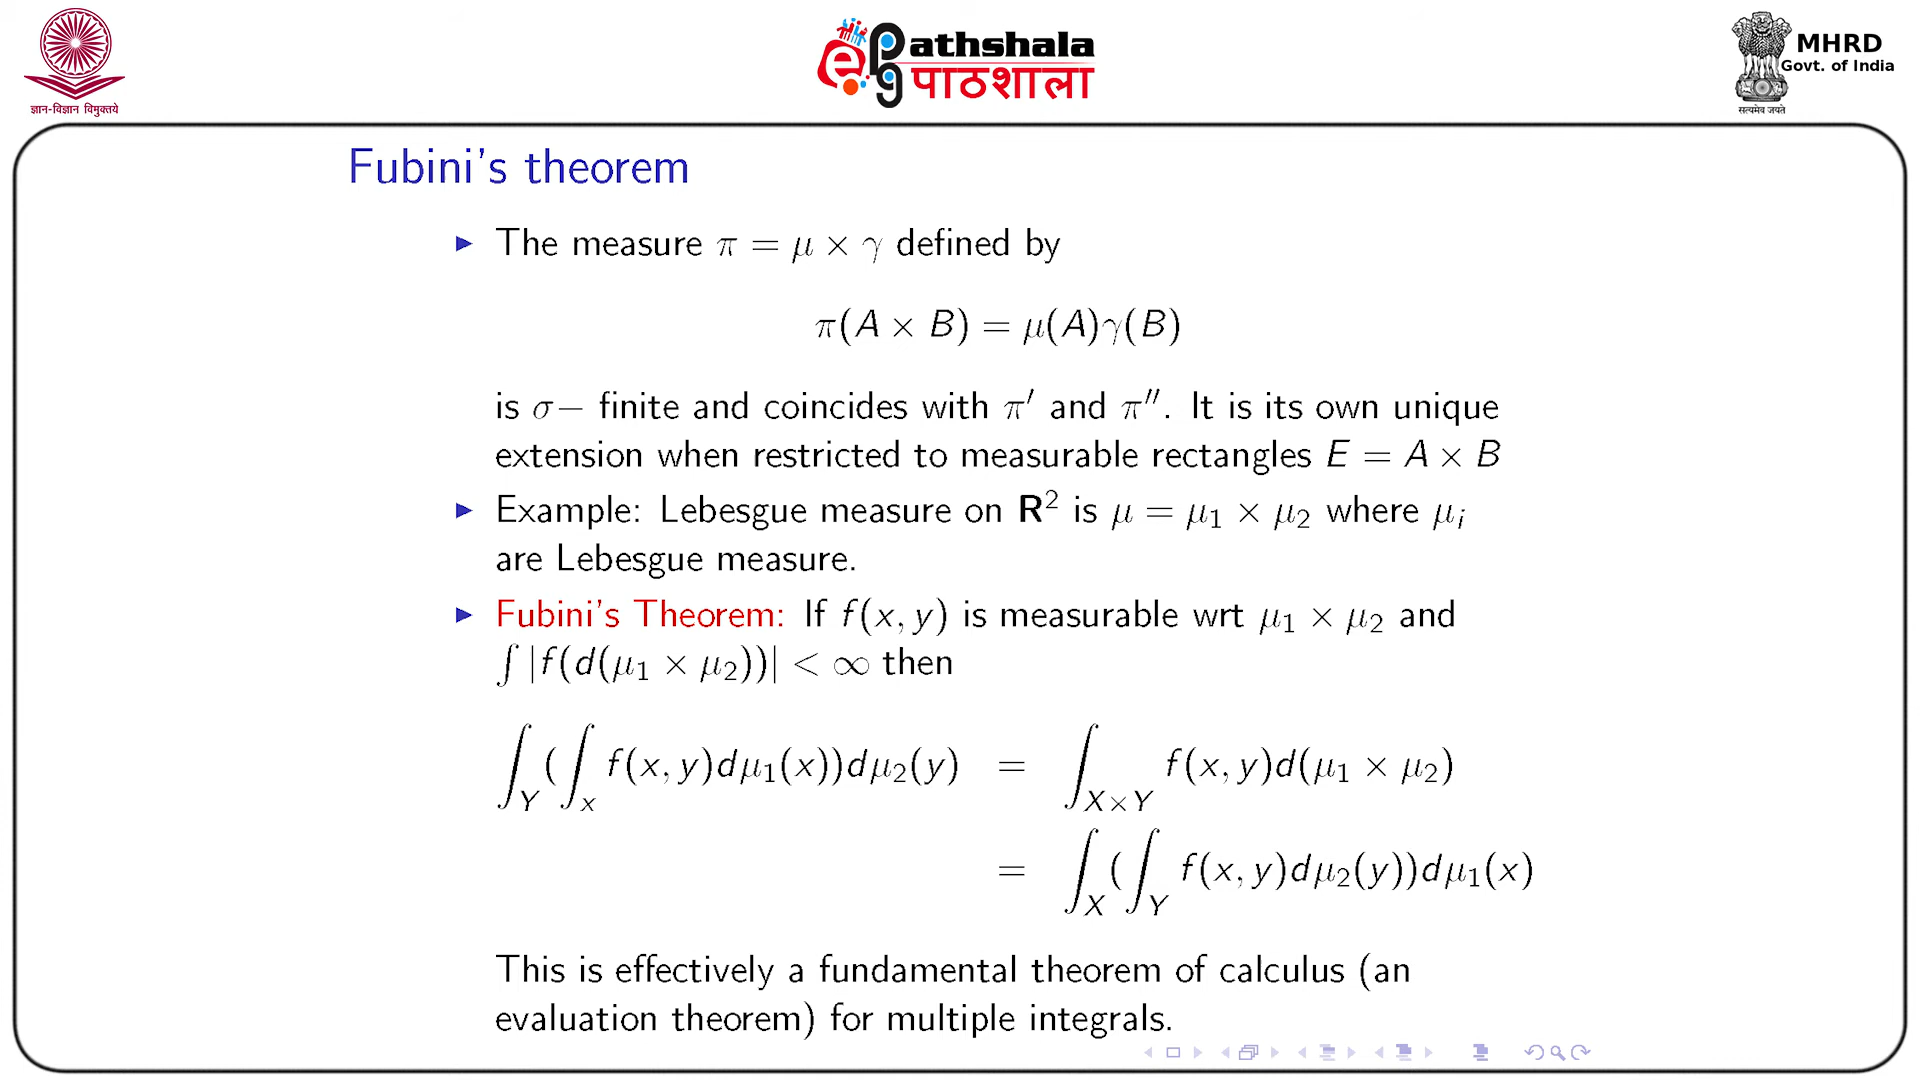 ज्ञान-विज्ञान विमुक्तये
ePG Pathshala
पाठशाला
MHRD
Govt. of India
सत्यमेव जयते
Fubini's theorem
▶ The measure π = μ × γ defined by
π(A × B) = μ(A)γ(B)
is σ− finite and coincides with π′ and π″. It is its own unique
extension when restricted to measurable rectangles E = A × B
▶ Example: Lebesgue measure on R² is μ = μ₁ × μ₂ where μᵢ
are Lebesgue measure.
▶ Fubini's Theorem: If f(x, y) is measurable wrt μ₁ × μ₂ and
∫ |f(d(μ₁ × μ₂))| < ∞ then
∫_Y (∫_x f(x, y)dμ₁(x))dμ₂(y) = ∫_{X×Y} f(x, y)d(μ₁ × μ₂)
= ∫_X (∫_Y f(x, y)dμ₂(y))dμ₁(x)
This is effectively a fundamental theorem of calculus (an
evaluation theorem) for multiple integrals.